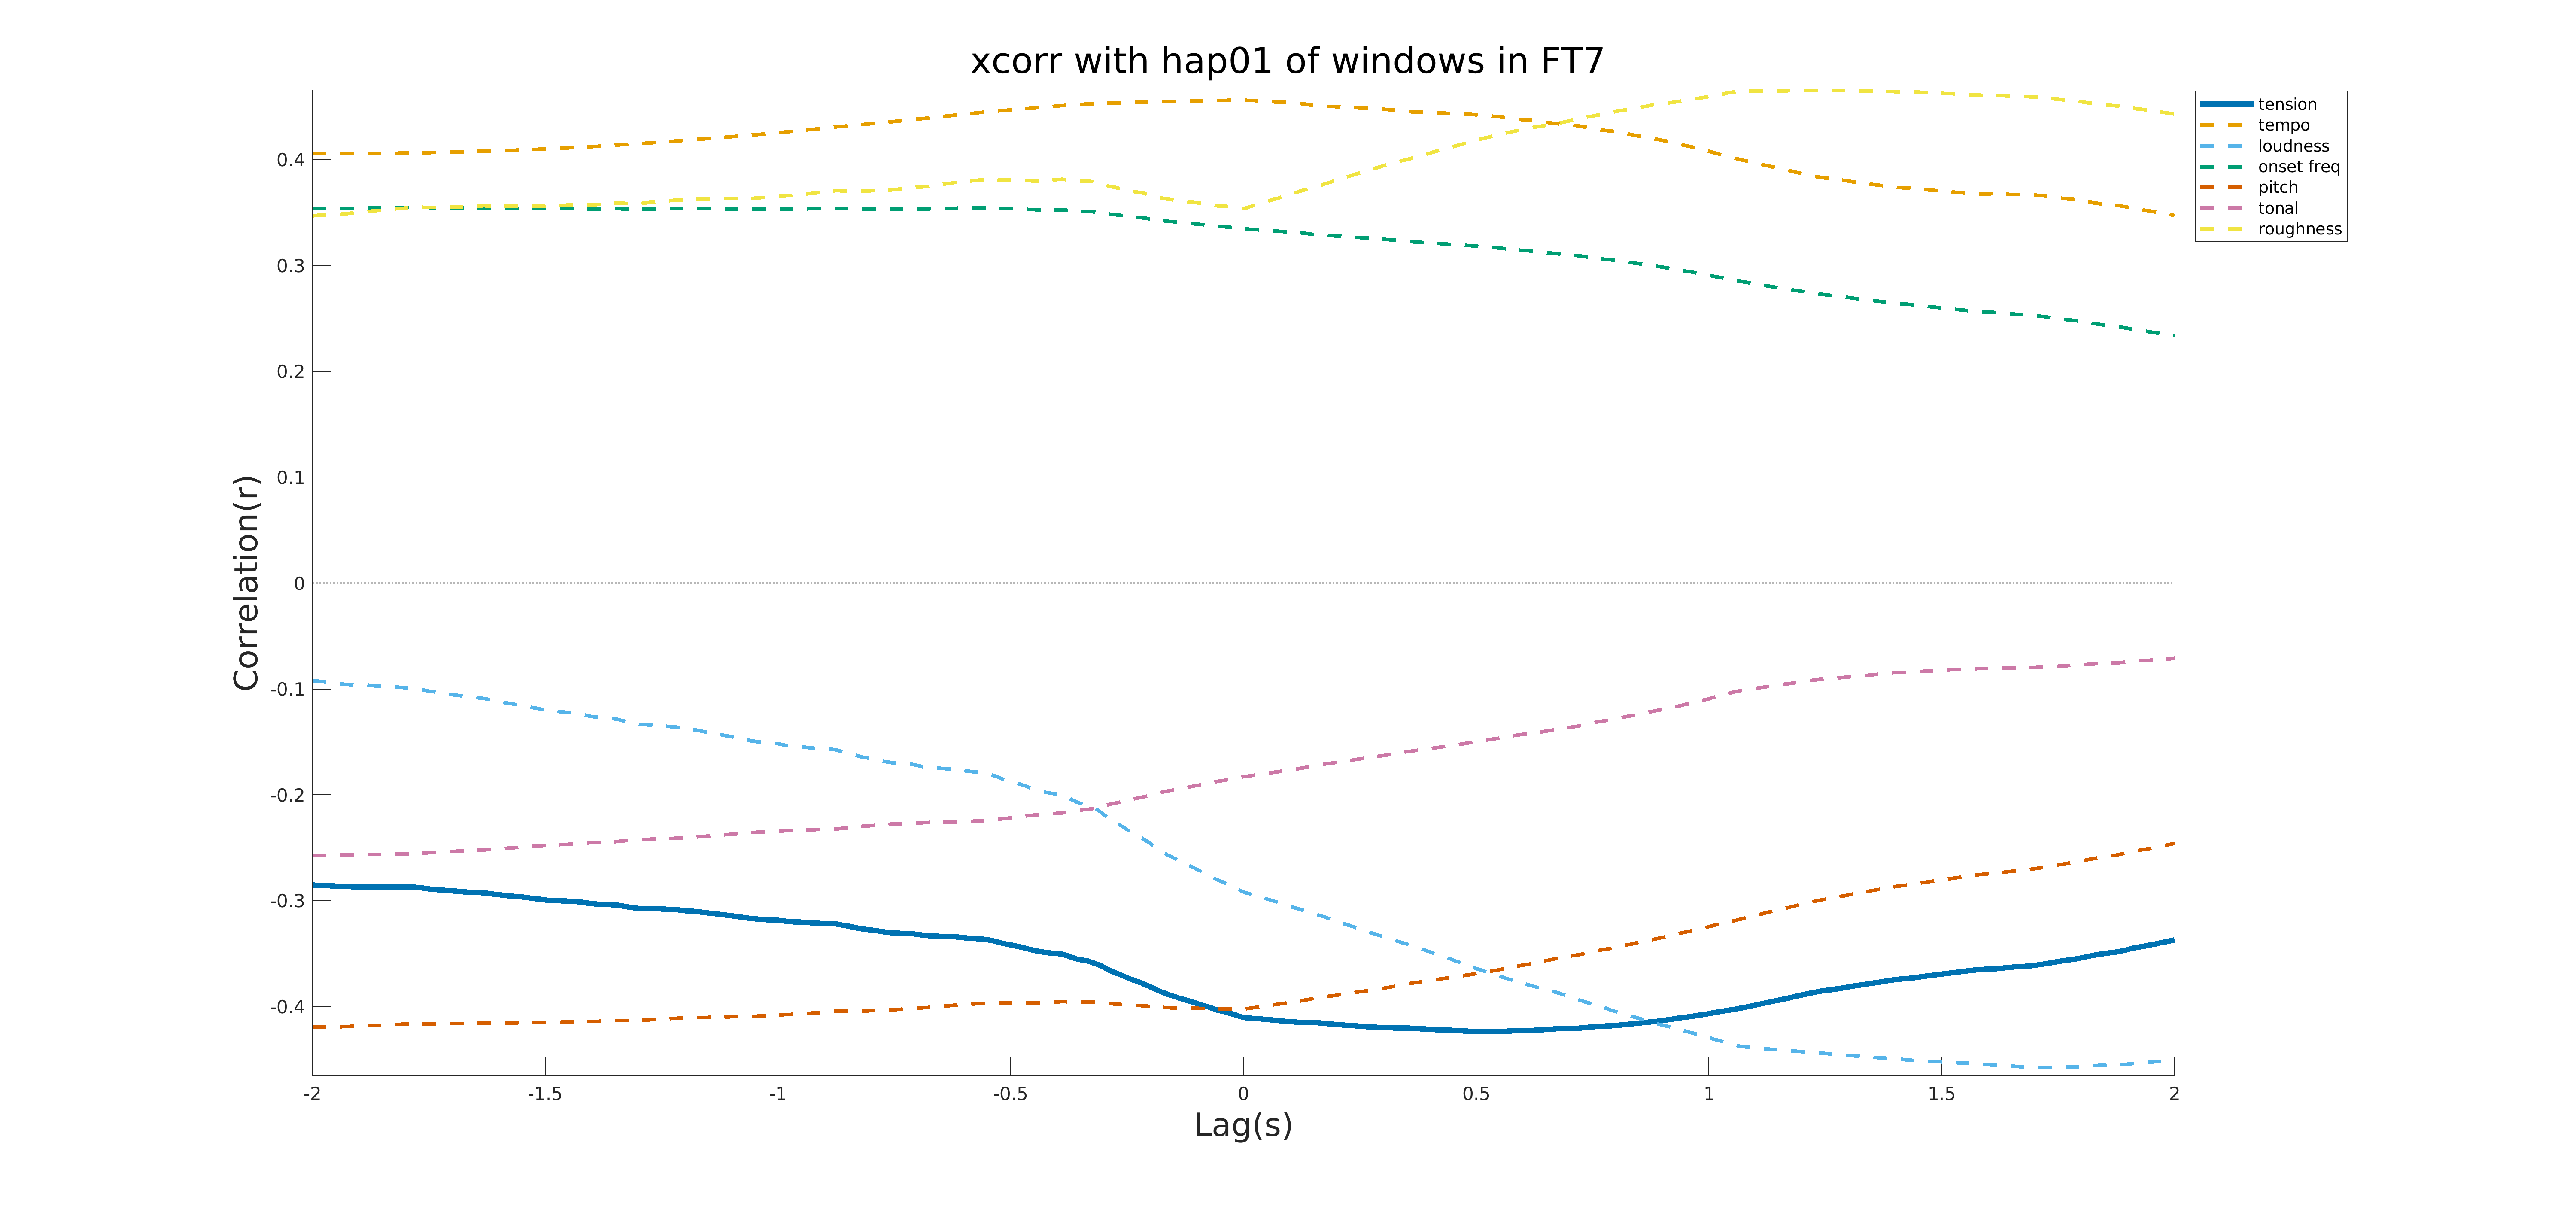 xcorr with hap01 of windows in FT7
tension
tempo
loudness
onset freq
pitch
tonal
roughness
Correlation(r)
0.4
0.3
0.2
0.1
0
-0.1
-0.2
-0.3
-0.4
-2 -1.5 -1 -0.5 0 0.5 1 1.5 2
Lag(s)